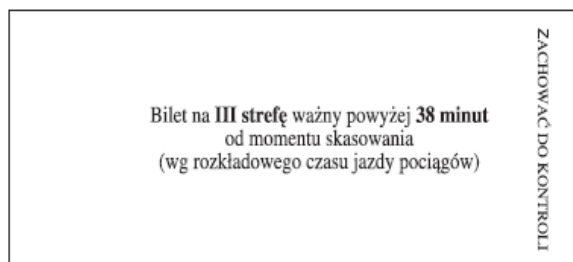 Bilet na III strefę ważny powyżej 38 minut
od momentu skasowania
(wg rozkładowego czasu jazdy pociągów)
ZACHOWAĆ DO KONTROLI